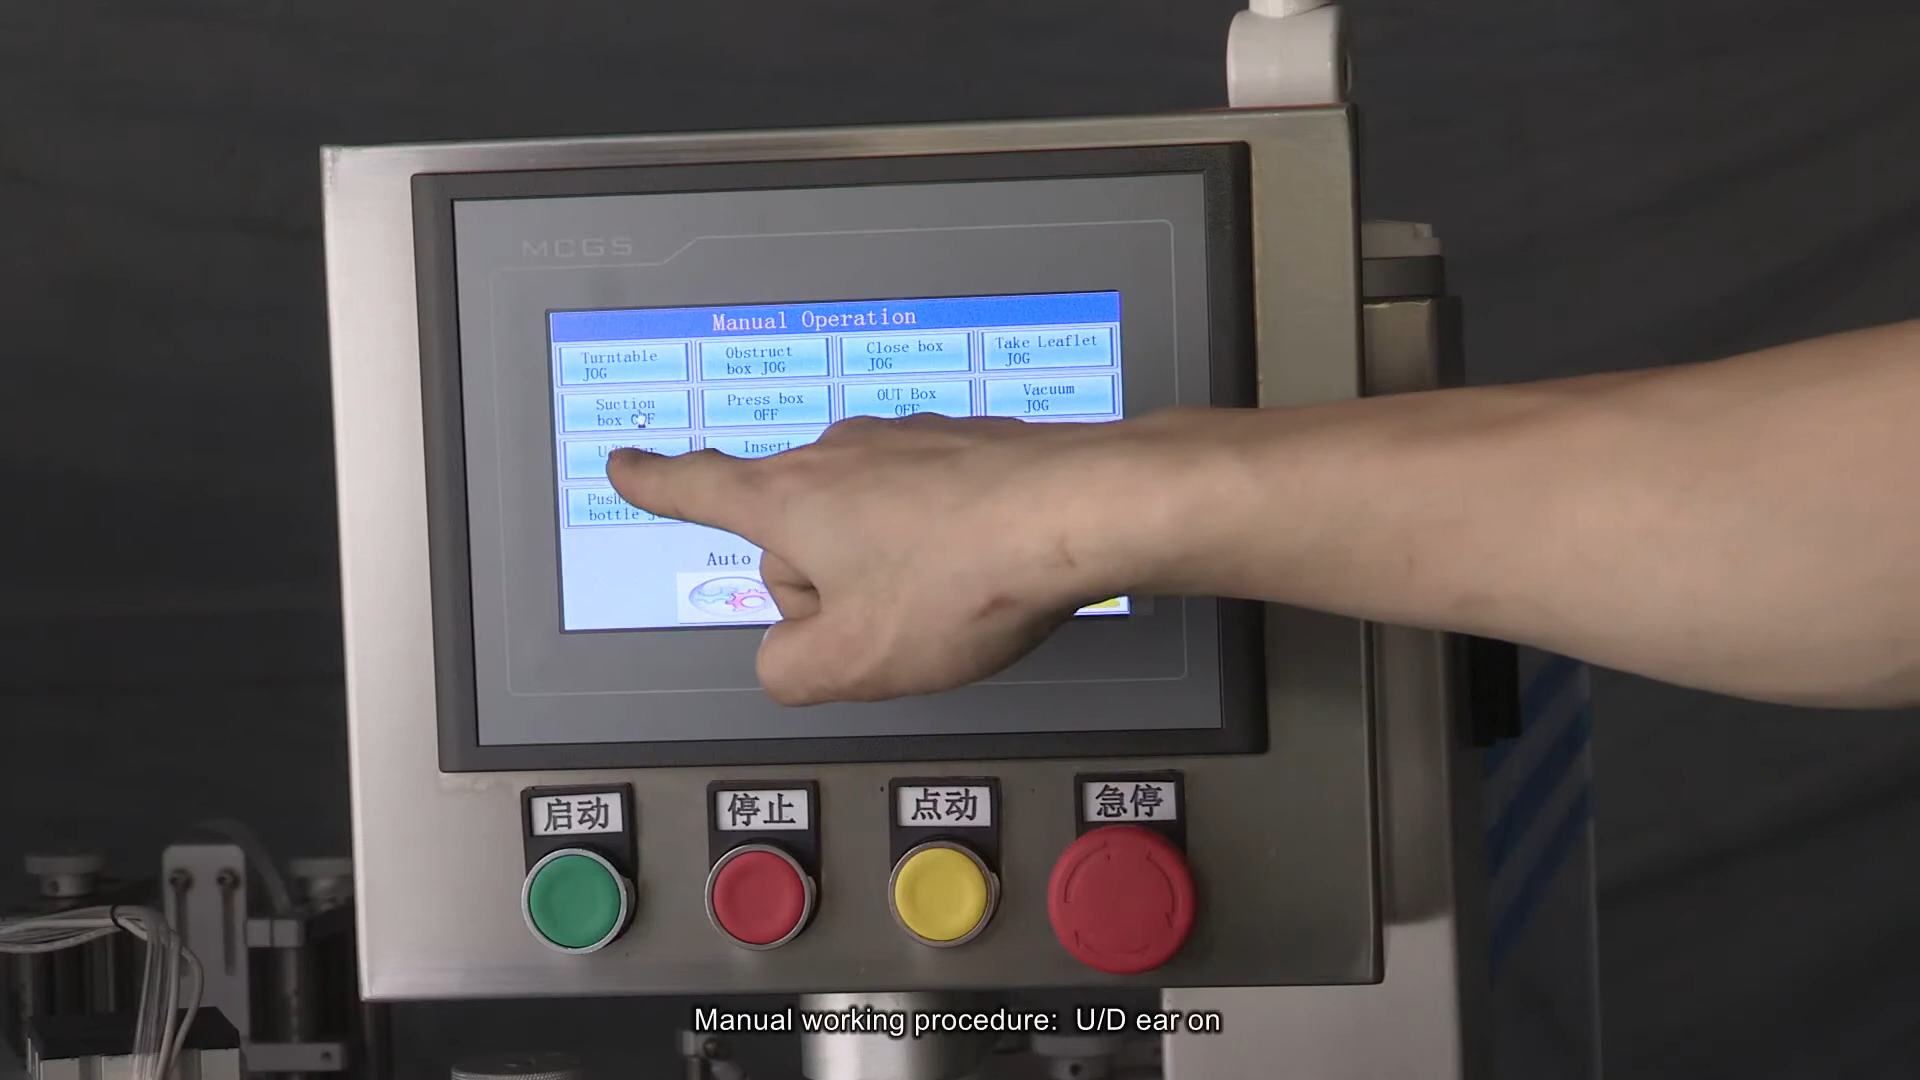 MCGS
Manual Operation
Turntable
JOG
Obstruct
box JOG
Close box
JOG
Take Leaflet
JOG
Suction
box OFF
Press box
OFF
OUT Box
OFF
Vacuum
JOG
Insert
bottle
Auto
启动
停止
点动
急停
Manual working procedure: U/D ear on